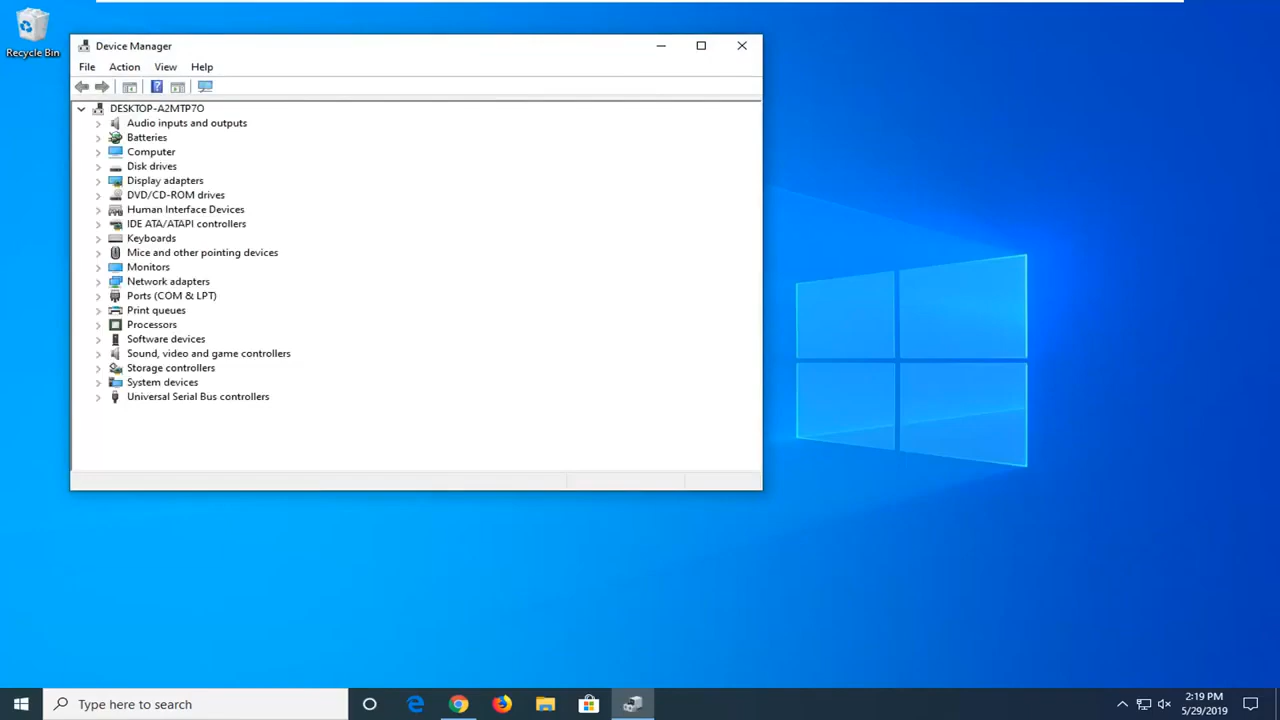 Recycle Bin
Device Manager
File Action View Help
DESKTOP-A2MTP7O
Audio inputs and outputs
Batteries
Computer
Disk drives
Display adapters
DVD/CD-ROM drives
Human Interface Devices
IDE ATA/ATAPI controllers
Keyboards
Mice and other pointing devices
Monitors
Network adapters
Ports (COM & LPT)
Print queues
Processors
Software devices
Sound, video and game controllers
Storage controllers
System devices
Universal Serial Bus controllers
Type here to search
2:19 PM
5/29/2019